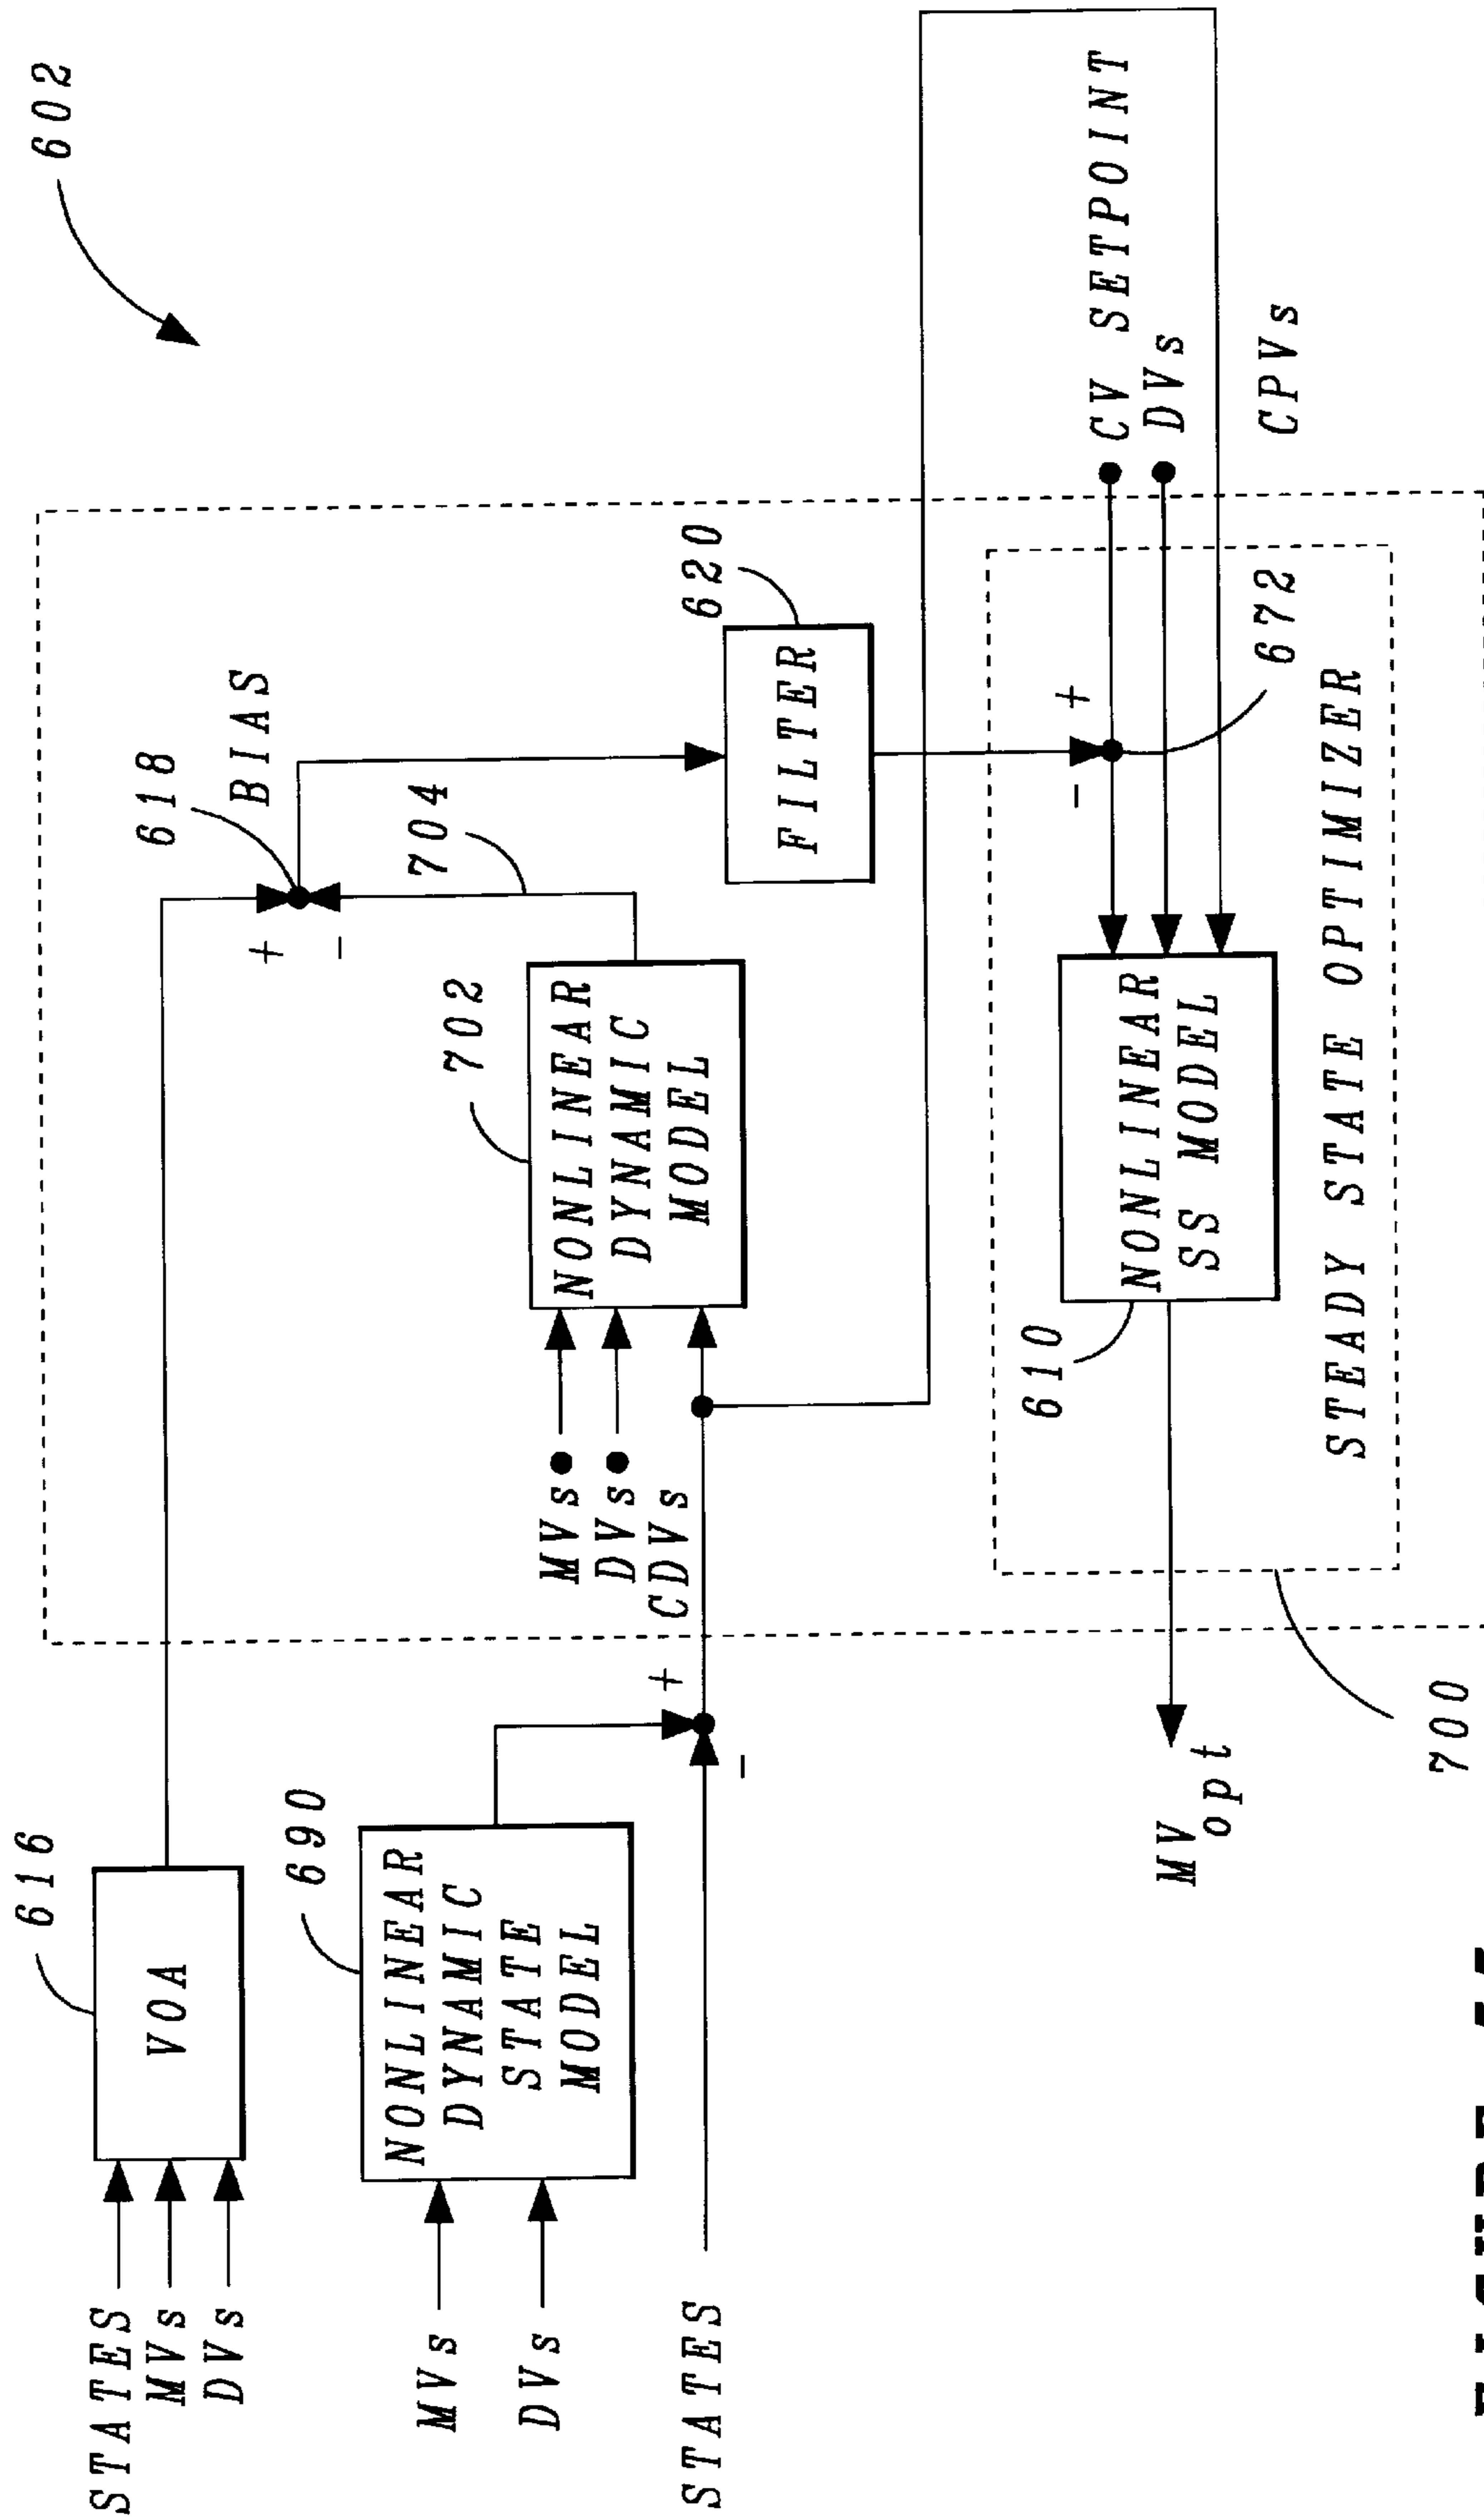 602
616
STATES
MVs
DVs
VOA
618
BIAS
+
-
690
MVs
DVs
NONLINEAR
DYNAMIC
STATE
MODEL
702
704
MVs
DVs
CDVs
NONLINEAR
DYNAMIC
MODEL
620
FILTER
STATES
+
-
610
NONLINEAR
SS MODEL
+
-
CV SETPOINT
DVs
CPVs
672
MV
opt
STEADY STATE OPTIMIZER
700